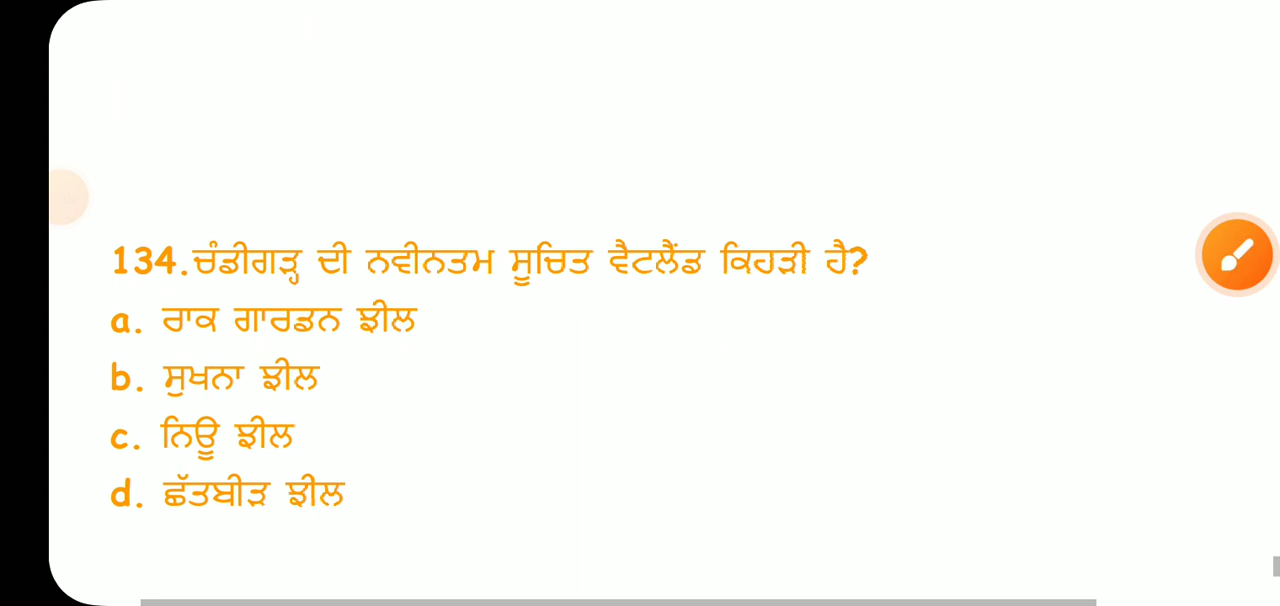 134.ਚੰਡੀਗੜ੍ਹ ਦੀ ਨਵੀਨਤਮ ਸੂਚਿਤ ਵੈਟਲੈਂਡ ਕਿਹੜੀ ਹੈ?
a. ਰਾਕ ਗਾਰਡਨ ਝੀਲ
b. ਸੁਖਨਾ ਝੀਲ
c. ਨਿਊ ਝੀਲ
d. ਛੱਤਬੀੜ ਝੀਲ